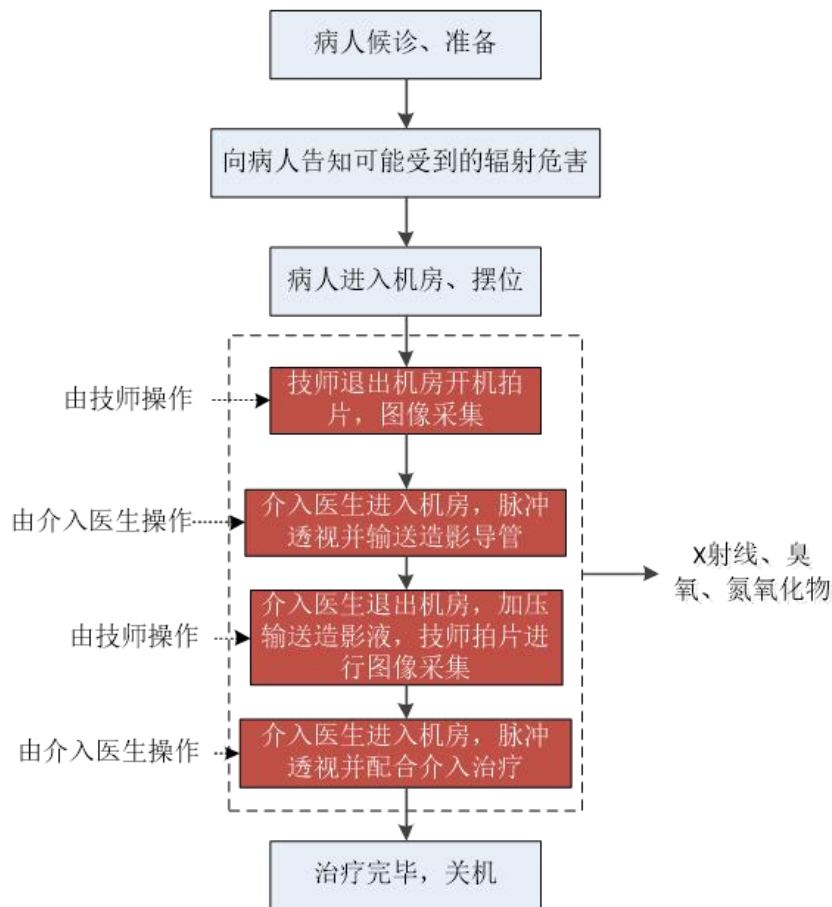 病人候诊、准备
向病人告知可能受到的辐射危害
病人进入机房、摆位
由技师操作
技师退出机房开机拍
片，图像采集
由介入医生操作
介入医生进入机房，脉冲
透视并输送造影导管
X射线、臭
氧、氮氧化物
由技师操作
介入医生退出机房，加压
输送造影液，技师拍片进
行图像采集
由介入医生操作
介入医生进入机房，脉冲
透视并配合介入治疗
治疗完毕，关机